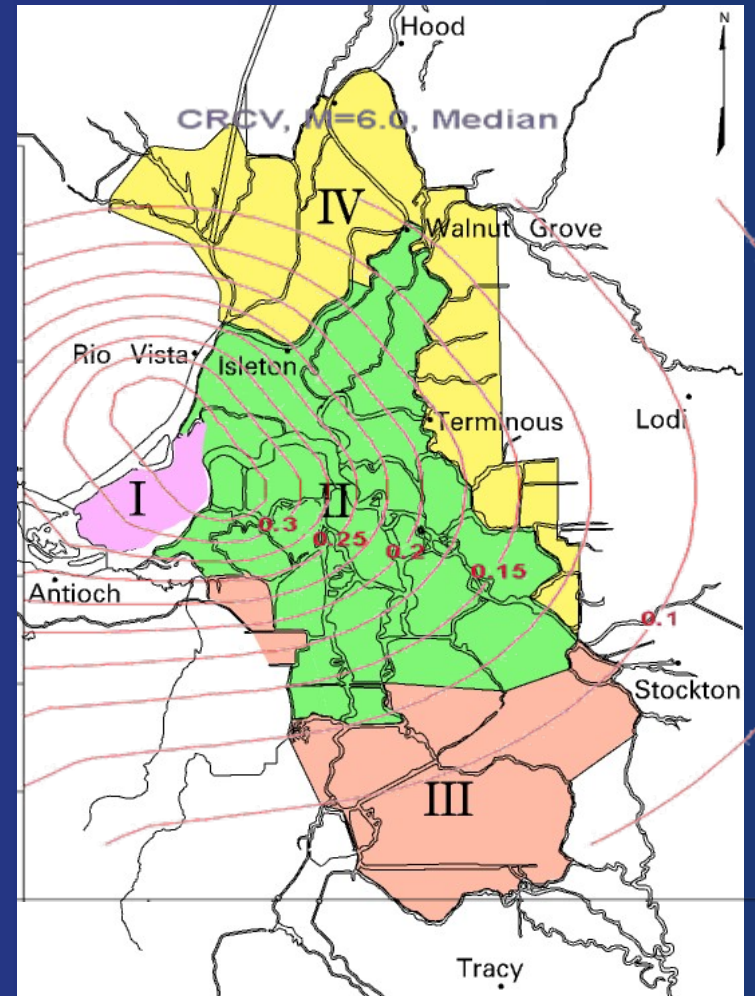 N
Hood
CRCV, M=6.0, Median
IV
Walnut Grove
Rio Vista
Isleton
Terminous
Lodi
I
II
0.3
0.25
0.2
0.15
Antioch
0.1
Stockton
III
Tracy